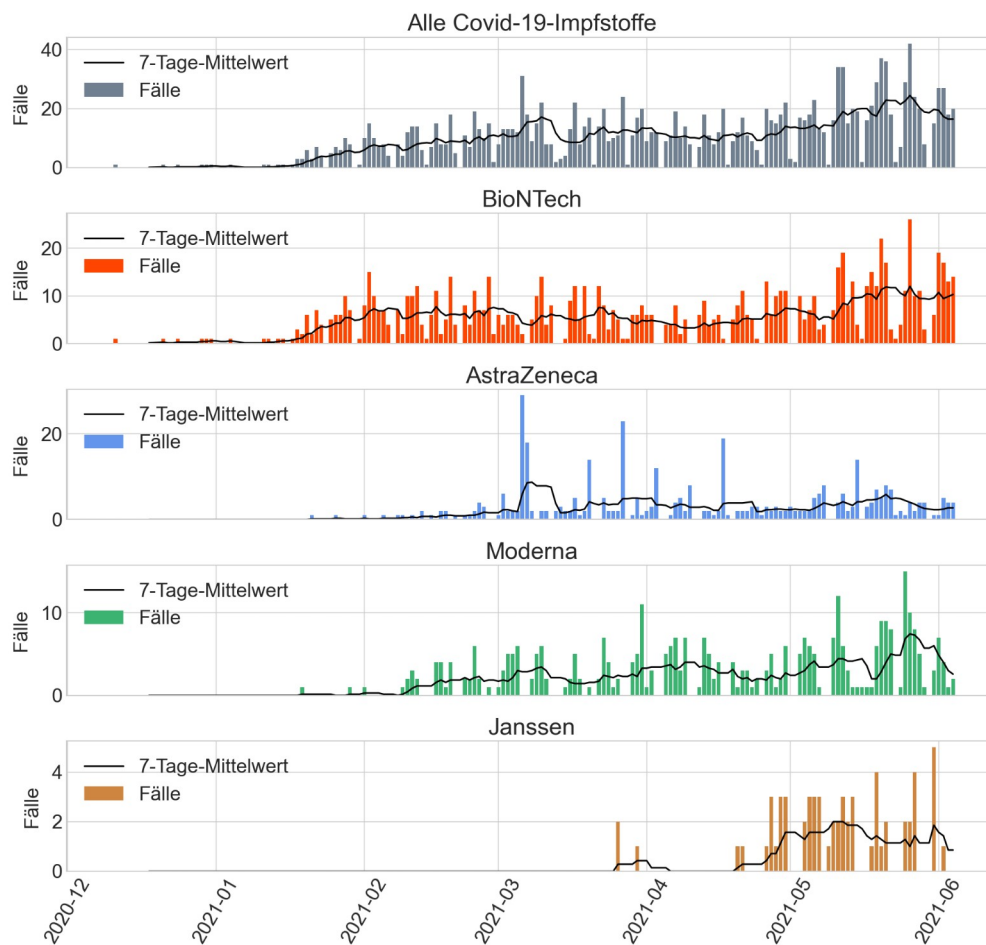 Alle Covid-19-Impfstoffe
Fälle
40
20
0
7-Tage-Mittelwert
Fälle
BioNTech
Fälle
20
10
0
7-Tage-Mittelwert
Fälle
AstraZeneca
Fälle
20
0
7-Tage-Mittelwert
Fälle
Moderna
Fälle
10
0
7-Tage-Mittelwert
Fälle
Janssen
Fälle
4
2
0
7-Tage-Mittelwert
Fälle
2020-12
2021-01
2021-02
2021-03
2021-04
2021-05
2021-06